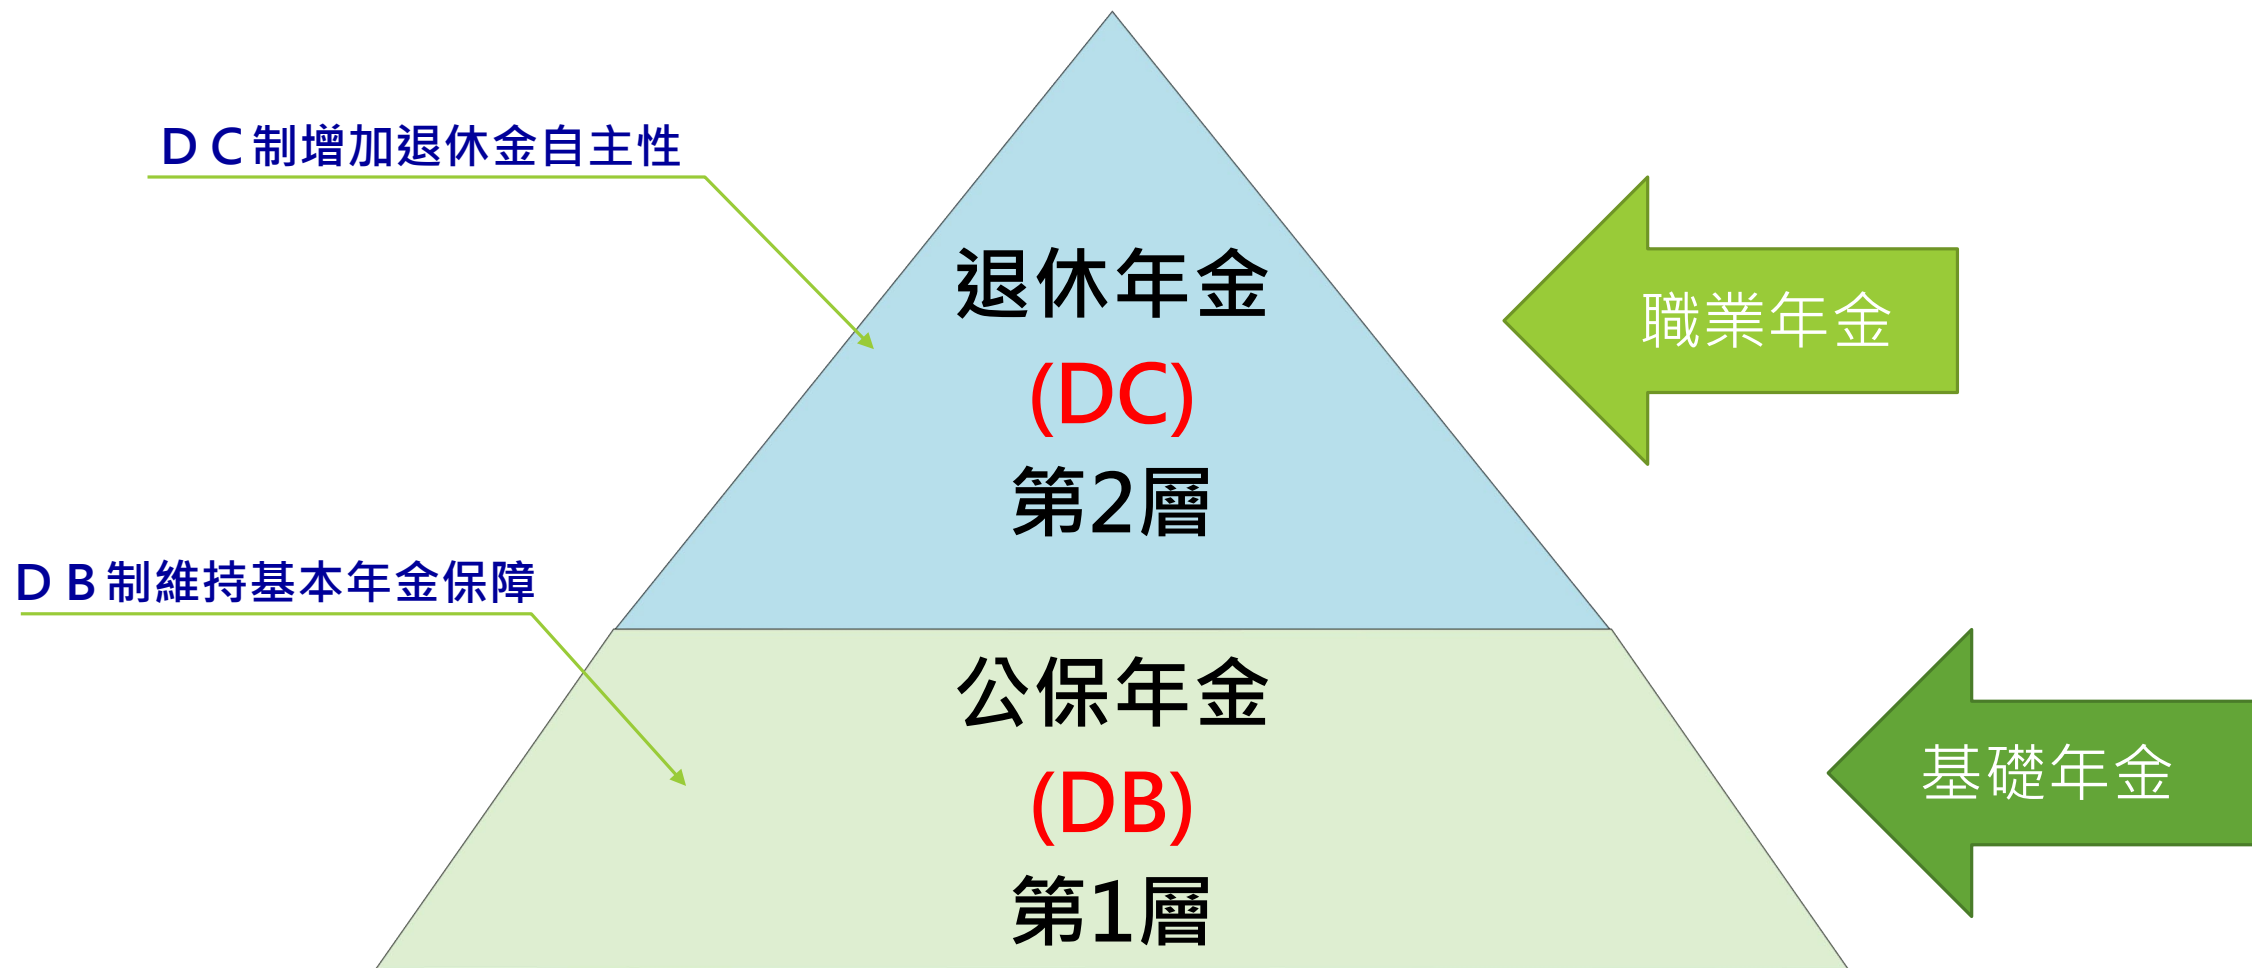 ＤＣ制增加退休金自主性
退休年金
(DC)
第2層
職業年金
ＤＢ制維持基本年金保障
公保年金
(DB)
第1層
基礎年金